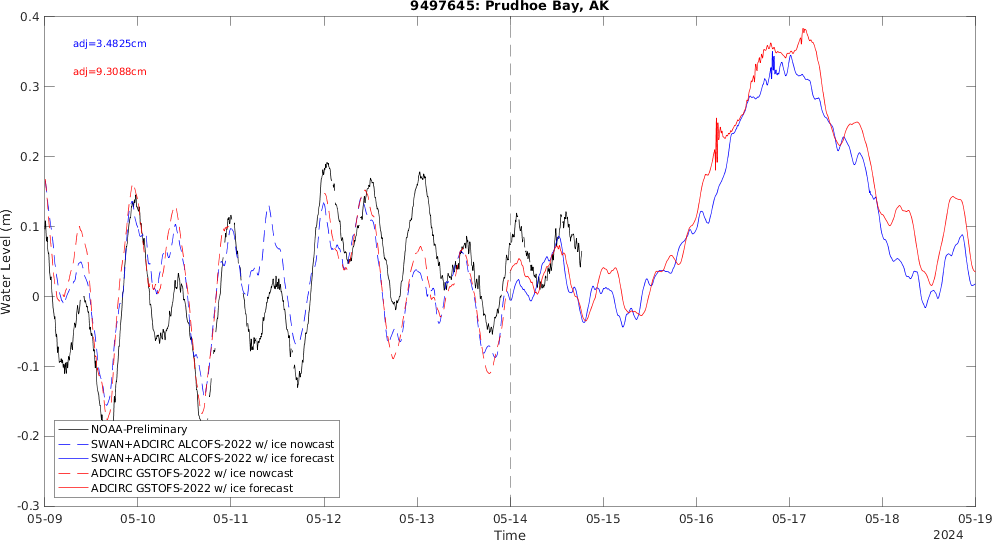 9497645: Prudhoe Bay, AK
adj=3.4825cm
adj=9.3088cm
0.4
0.3
0.2
0.1
0
-0.1
-0.2
-0.3
Water Level (m)
NOAA-Preliminary
SWAN+ADCIRC ALCOFS-2022 w/ ice nowcast
SWAN+ADCIRC ALCOFS-2022 w/ ice forecast
ADCIRC GSTOFS-2022 w/ ice nowcast
ADCIRC GSTOFS-2022 w/ ice forecast
05-09 05-10 05-11 05-12 05-13 05-14 05-15 05-16 05-17 05-18 05-19
Time
2024